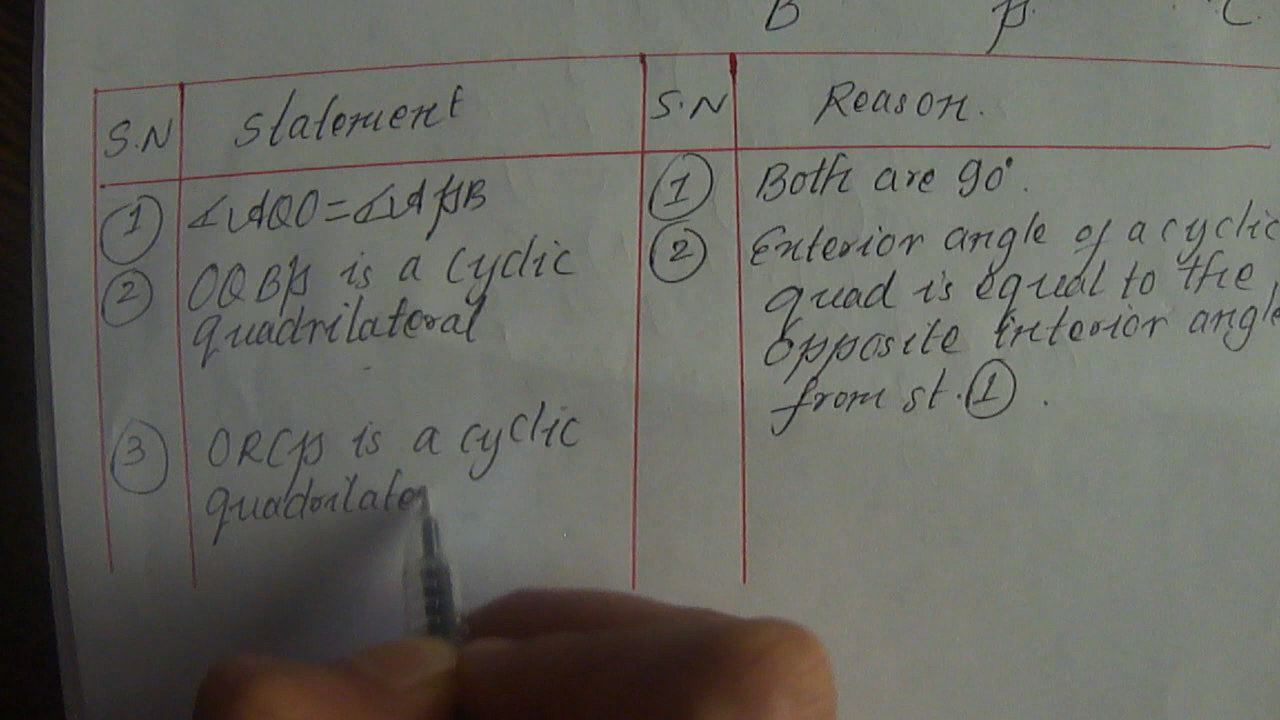 B P C
S.N Statement S.N Reason.
① ∠AQO = ∠APB ① Both are 90°.
② OQBP is a cyclic ② Exterior angle of a cyclic
quadrilateral quad is equal to the
opposite interior angle
from st. ① .
③ ORCP is a cyclic
quadrilater